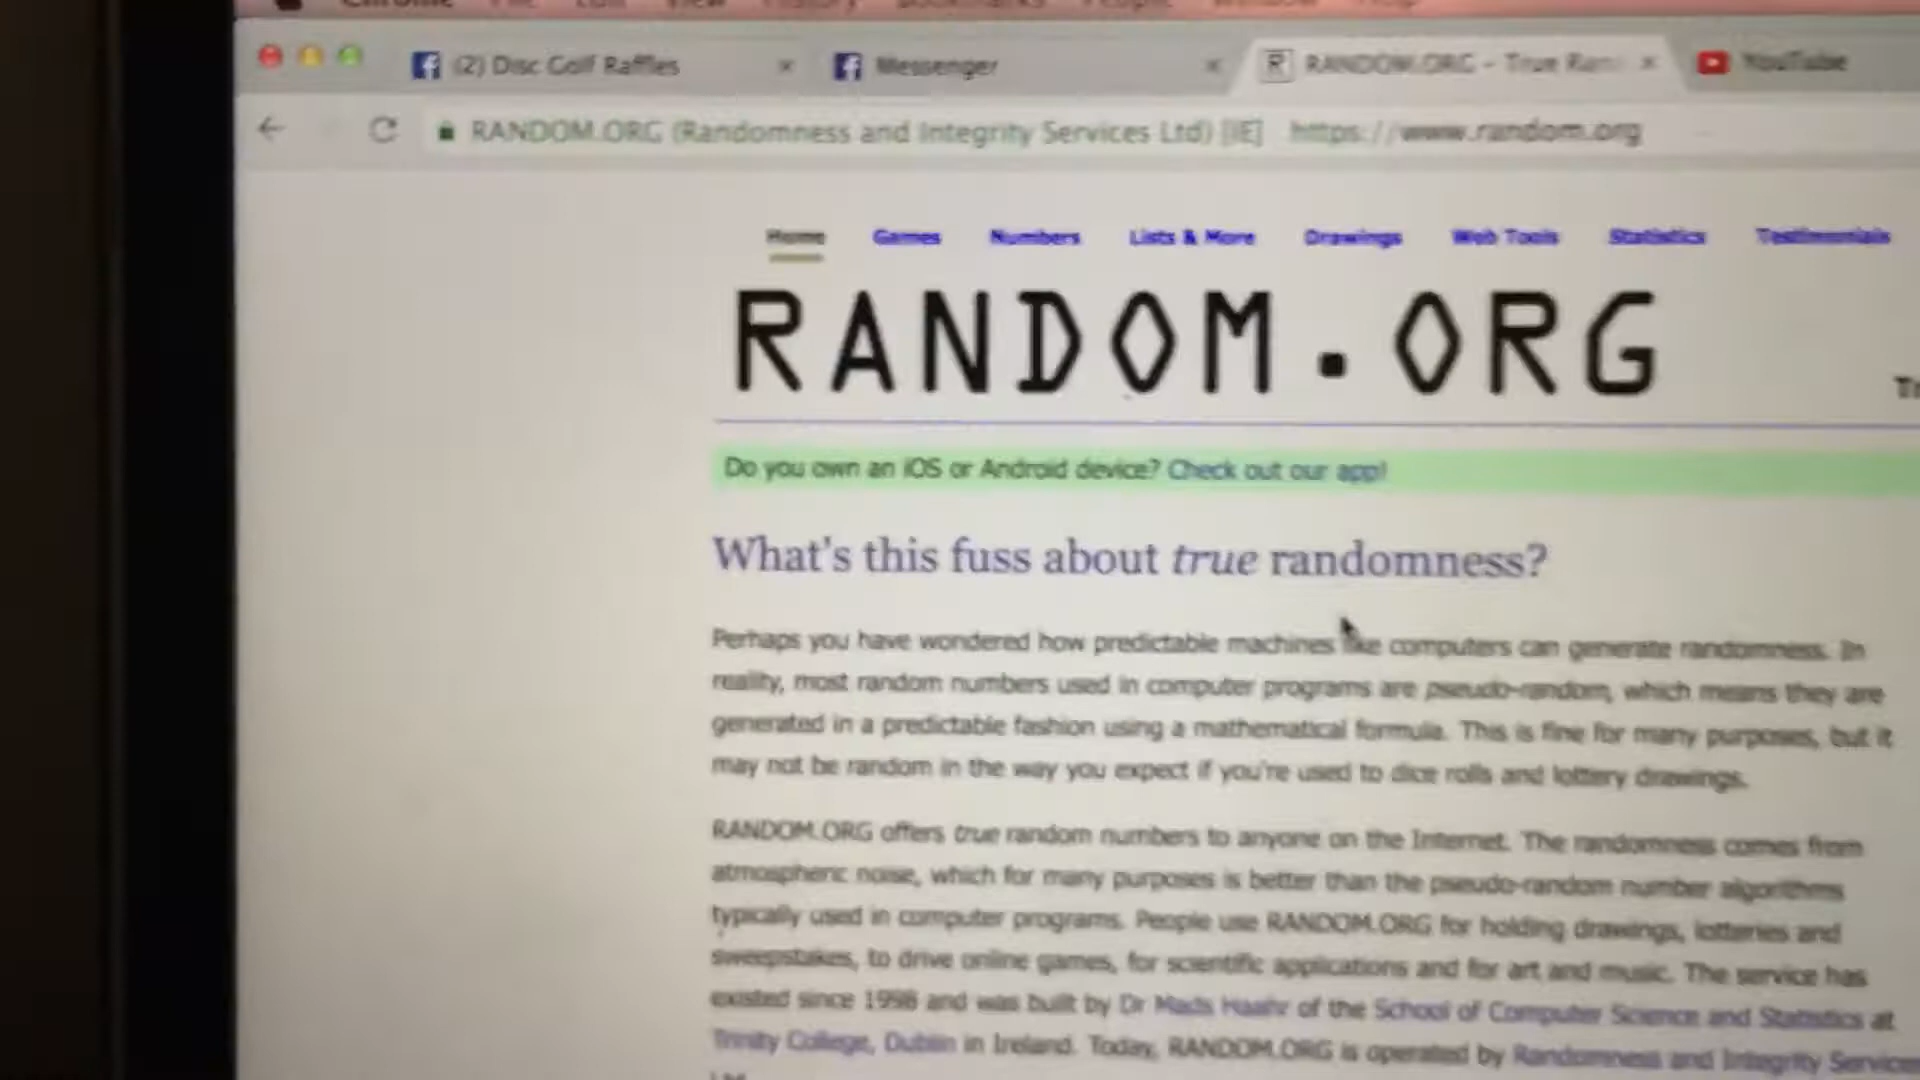 Chrome File Edit View History Bookmarks People Window Help
(2) Disc Golf Raffles
Messenger
RANDOM.ORG - True Ran
YouTube
RANDOM.ORG (Randomness and Integrity Services Ltd) [IE] https://www.random.org
Home Games Numbers Lists & More Drawings Web Tools Statistics Testimonials
RANDOM.ORG
Do you own an iOS or Android device? Check out our app!
What's this fuss about true randomness?
Perhaps you have wondered how predictable machines like computers can generate randomness. In
reality, most random numbers used in computer programs are pseudo-random, which means they are
generated in a predictable fashion using a mathematical formula. This is fine for many purposes, but it
may not be random in the way you expect if you're used to dice rolls and lottery drawings.
RANDOM.ORG offers true random numbers to anyone on the Internet. The randomness comes from
atmospheric noise, which for many purposes is better than the pseudo-random number algorithms
typically used in computer programs. People use RANDOM.ORG for holding drawings, lotteries and
sweepstakes, to drive online games, for scientific applications and for art and music. The service has
existed since 1998 and was built by Dr Mads Haahr of the School of Computer Science and Statistics at
Trinity College, Dublin in Ireland. Today, RANDOM.ORG is operated by Randomness and Integrity Services